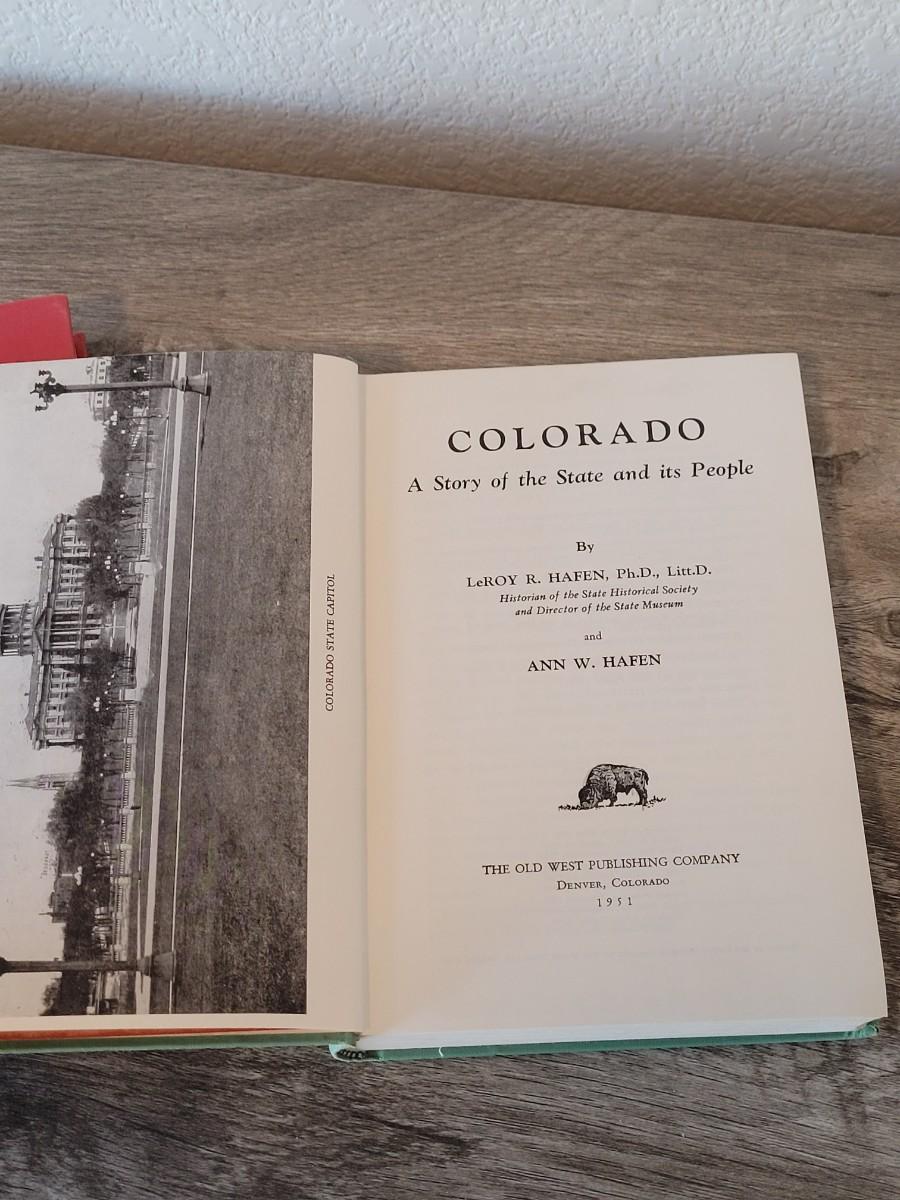 COLORADO STATE CAPITOL
COLORADO
A Story of the State and its People
By
LeROY R. HAFEN, Ph.D., Litt.D.
Historian of the State Historical Society
and Director of the State Museum
and
ANN W. HAFEN
THE OLD WEST PUBLISHING COMPANY
DENVER, COLORADO
1951